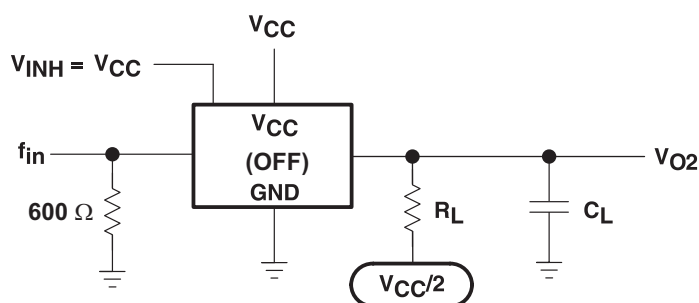 VCC
VINH = VCC
VCC
fin
(OFF)
VO2
GND
600 Ω
RL
CL
VCC/2